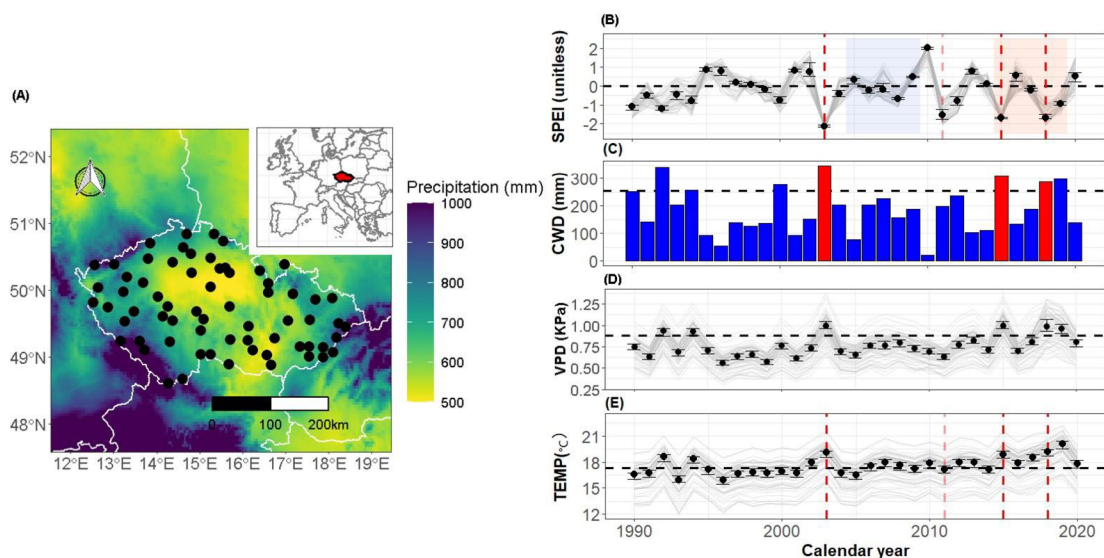 (A)
52°N
51°N
50°N
49°N
48°N
12°E 13°E 14°E 15°E 16°E 17°E 18°E 19°E
0 100 200km
Precipitation (mm)
1000
900
800
700
600
500
(B)
SPEI (unitless)
2
1
0
-1
-2
(C)
CWD (mm)
300
200
100
0
(D)
VPD (KPa)
1.25
1.00
0.75
0.50
0.25
(E)
TEMP(°C)
21
18
15
12
1990 2000 2010 2020
Calendar year